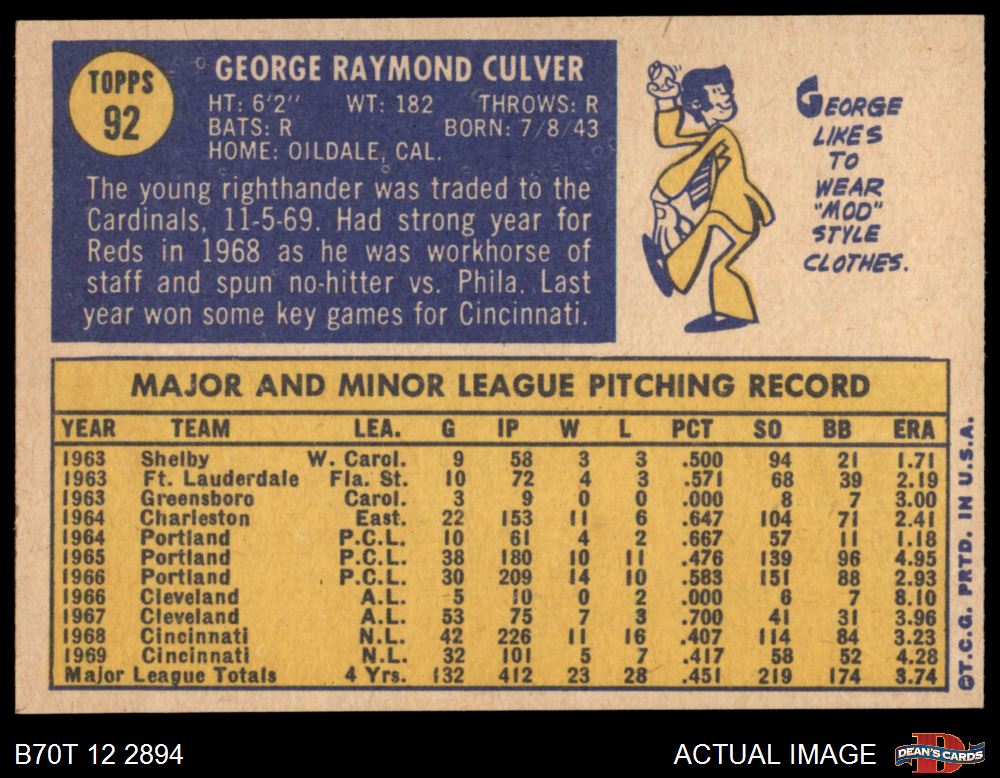 TOPPS
92
GEORGE RAYMOND CULVER
HT: 6'2" WT: 182 THROWS: R
BATS: R BORN: 7/8/43
HOME: OILDALE, CAL.
The young righthander was traded to the
Cardinals, 11-5-69. Had strong year for
Reds in 1968 as he was workhorse of
staff and spun no-hitter vs. Phila. Last
year won some key games for Cincinnati.
GEORGE
LIKES
TO
WEAR
"MOD"
STYLE
CLOTHES.
MAJOR AND MINOR LEAGUE PITCHING RECORD
YEAR TEAM LEA. G IP W L PCT SO BB ERA
1963 Shelby W. Carol. 9 58 3 3 .500 94 21 1.71
1963 Ft. Lauderdale Fla. St. 10 72 4 3 .571 68 39 2.19
1963 Greensboro Carol. 3 9 0 0 .000 8 7 3.00
1964 Charleston East. 22 153 11 6 .647 104 71 2.41
1964 Portland P.C.L. 10 61 4 2 .667 57 11 1.18
1965 Portland P.C.L. 38 180 10 11 .476 139 96 4.95
1966 Portland P.C.L. 30 209 14 10 .583 151 88 2.93
1966 Cleveland A.L. 5 10 0 2 .000 6 7 8.10
1967 Cleveland A.L. 53 75 7 3 .700 41 31 3.96
1968 Cincinnati N.L. 42 226 11 16 .407 114 84 3.23
1969 Cincinnati N.L. 32 101 5 7 .417 58 52 4.28
Major League Totals 4 Yrs. 132 412 23 28 .451 219 174 3.74
©T.C.G. PRTD. IN U.S.A.
B70T 12 2894
ACTUAL IMAGE
DEAN'S CARDS